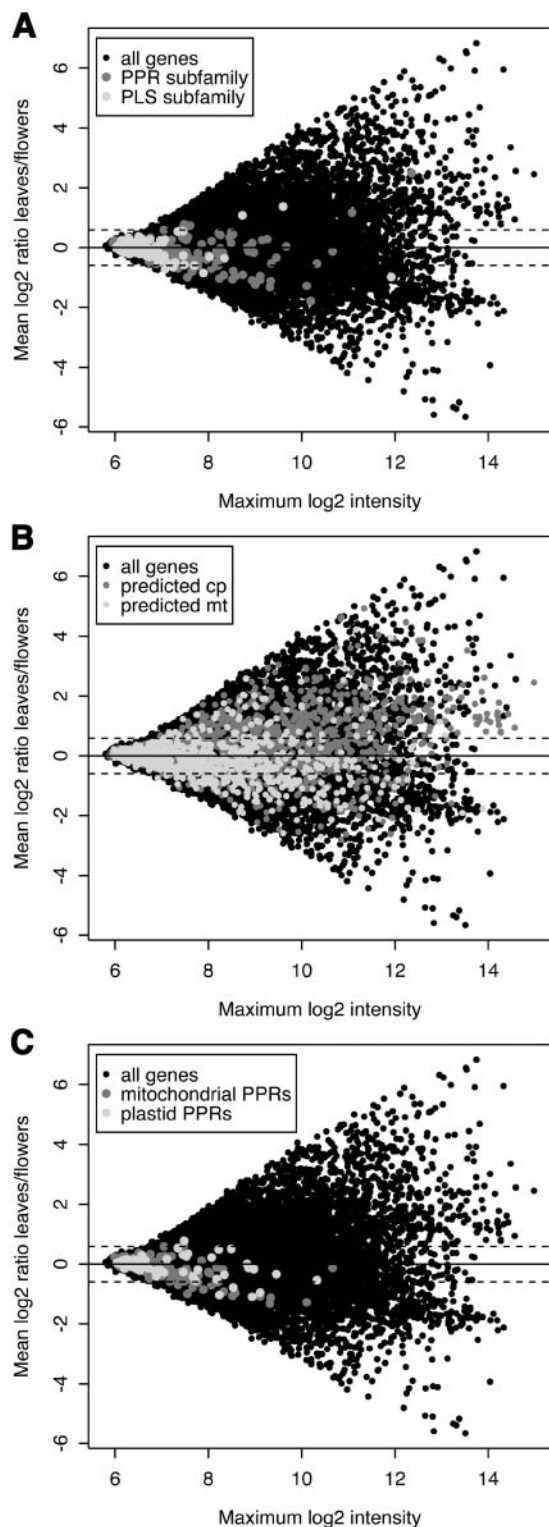 A
all genes
PPR subfamily
PLS subfamily
Mean log2 ratio leaves/flowers
6
4
2
0
-2
-4
-6
6 8 10 12 14
Maximum log2 intensity
B
all genes
predicted cp
predicted mt
Mean log2 ratio leaves/flowers
6
4
2
0
-2
-4
-6
6 8 10 12 14
Maximum log2 intensity
C
all genes
mitochondrial PPRs
plastid PPRs
Mean log2 ratio leaves/flowers
6
4
2
0
-2
-4
-6
6 8 10 12 14
Maximum log2 intensity